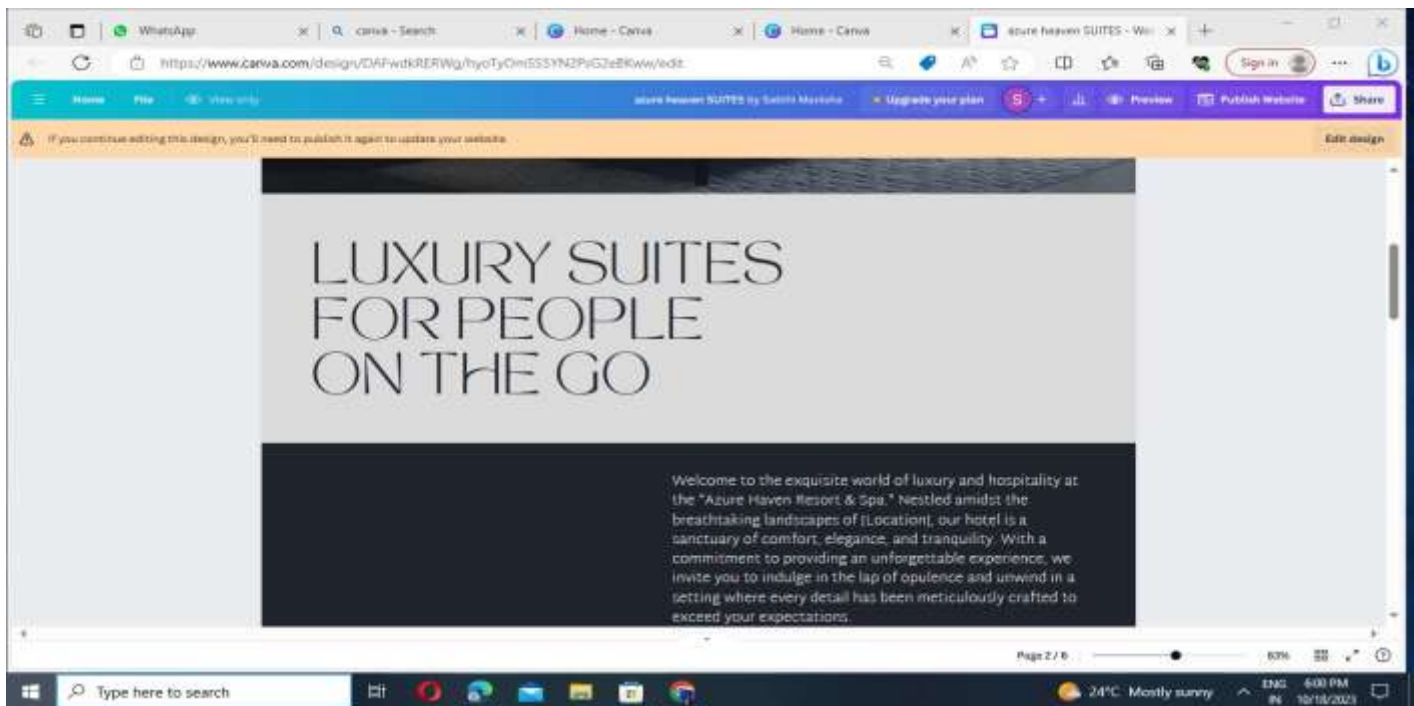 WhatsApp
canva - Search
Home - Canva
Home - Canva
azure heaven SUITES - We
https://www.canva.com/design/
Sign in
Home
File
View only
azure heaven SUITES by
Upgrade your plan
S
Preview
Publish Website
Share
If you continue editing this design, you'll need to publish it again to update your website.
Edit design
LUXURY SUITES
FOR PEOPLE
ON THE GO
Welcome to the exquisite world of luxury and hospitality at
the "Azure Haven Resort & Spa." Nestled amidst the
breathtaking landscapes of [Location], our hotel is a
sanctuary of comfort, elegance, and tranquility. With a
commitment to providing an unforgettable experience, we
invite you to indulge in the lap of opulence and unwind in a
setting where every detail has been meticulously crafted to
exceed your expectations.
Page 2 / 6
63%
Type here to search
24°C Mostly sunny
ENG
IN
6:00 PM
10/18/2023